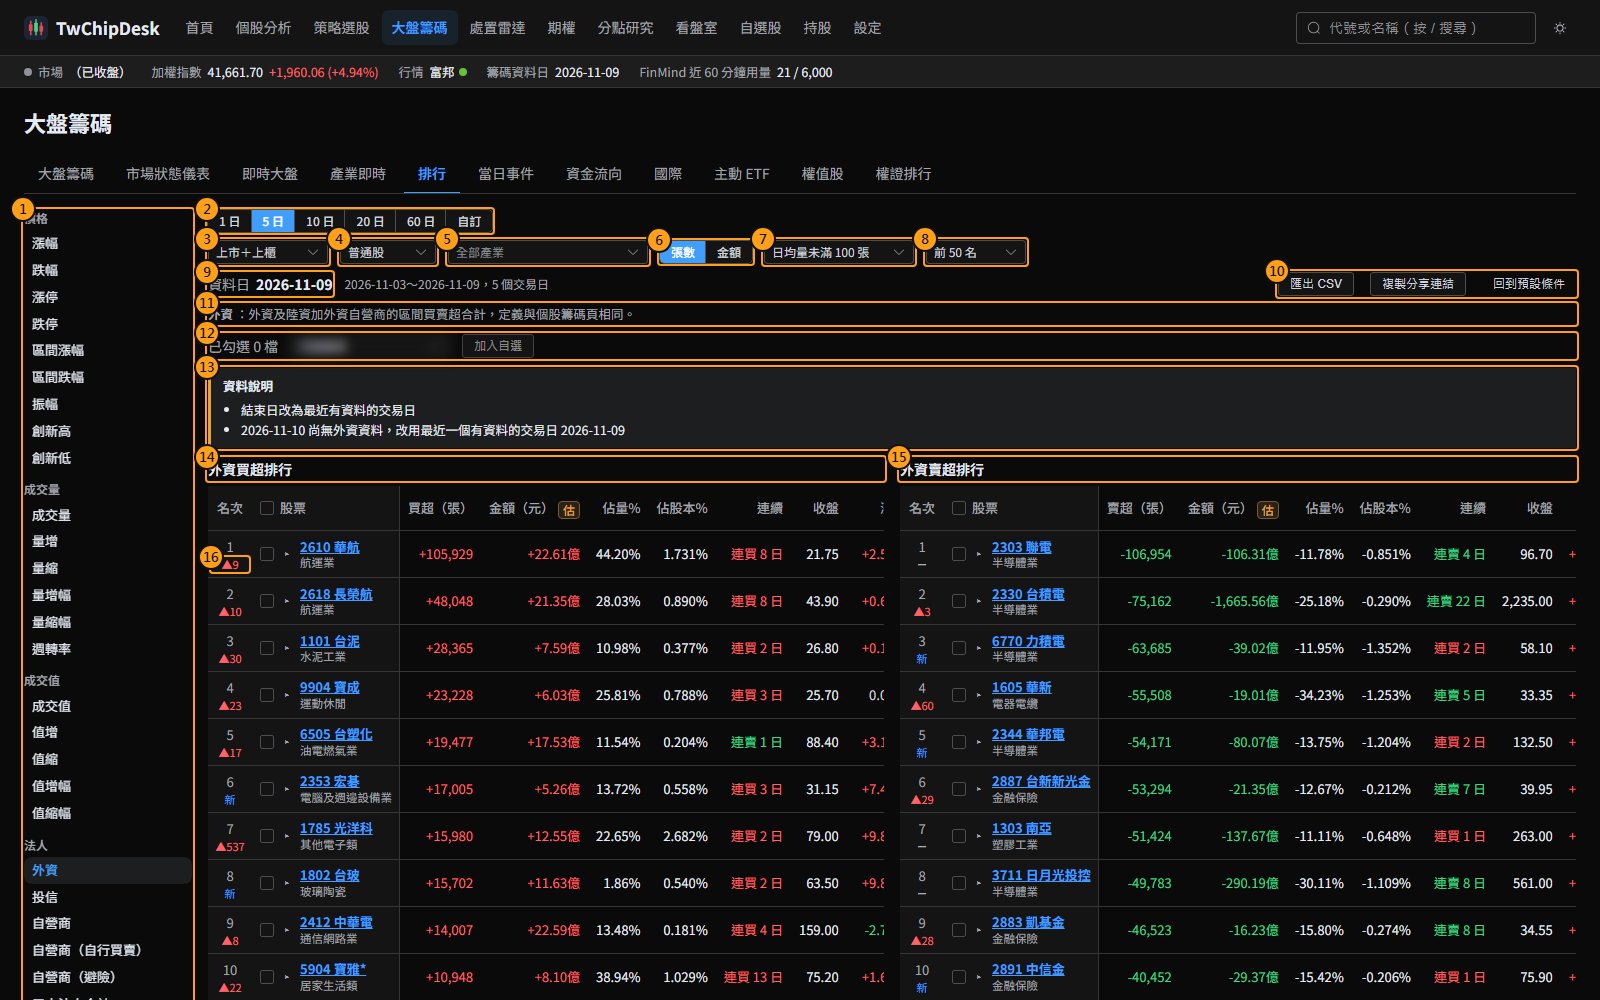 TwChipDesk 首頁 個股分析 策略選股 大盤籌碼 處置雷達 期權 分點研究 看盤室 自選股 持股 設定 代號或名稱（按 / 搜尋）
市場 （已收盤） 加權指數 41,661.70 +1,960.06 (+4.94%) 行情 富邦 籌碼資料日 2026-11-09 FinMind 近 60 分鐘用量 21 / 6,000
大盤籌碼
大盤籌碼 市場狀態儀表 即時大盤 產業即時 排行 當日事件 資金流向 國際 主動 ETF 權值股 權證排行
1
價格
漲幅
跌幅
漲停
跌停
區間漲幅
區間跌幅
振幅
創新高
創新低
成交量
成交量
量增
量縮
量增幅
量縮幅
週轉率
成交值
成交值
值增
值縮
值增幅
值縮幅
法人
外資
投信
自營商
自營商（自行買賣）
自營商（避險）
2 1 日 5 日 10 日 20 日 60 日 自訂
3 上市＋上櫃 4 普通股 5 全部產業 6 張數 金額 7 日均量未滿 100 張 8 前 50 名
9 資料日 2026-11-09 2026-11-03～2026-11-09，5 個交易日 10 匯出 CSV 複製分享連結 回到預設條件
11 外資 ：外資及陸資加外資自營商的區間買賣超合計，定義與個股籌碼頁相同。
12 已勾選 0 檔 加入自選
13
資料說明
• 結束日改為最近有資料的交易日
• 2026-11-10 尚無外資資料，改用最近一個有資料的交易日 2026-11-09
14 外資買超排行
名次 股票 買超（張） 金額（元） 估 佔量% 佔股本% 連續 收盤
1 2610 華航 +105,929 +22.61億 44.20% 1.731% 連買 8 日 21.75 +2.5
16 ▲9 航運業
2 2618 長榮航 +48,048 +21.35億 28.03% 0.890% 連買 8 日 43.90 +0.6
▲10 航運業
3 1101 台泥 +28,365 +7.59億 10.98% 0.377% 連買 2 日 26.80 +0.1
▲30 水泥工業
4 9904 寶成 +23,228 +6.03億 25.81% 0.788% 連買 3 日 25.70 0.0
▲23 運動休閒
5 6505 台塑化 +19,477 +17.53億 11.54% 0.204% 連賣 1 日 88.40 +3.1
▲17 油電燃氣業
6 2353 宏碁 +17,005 +5.26億 13.72% 0.558% 連買 3 日 31.15 +7.4
新 電腦及週邊設備業
7 1785 光洋科 +15,980 +12.55億 22.65% 2.682% 連買 2 日 79.00 +9.8
▲537 其他電子類
8 1802 台玻 +15,702 +11.63億 1.86% 0.540% 連買 2 日 63.50 +9.8
新 玻璃陶瓷
9 2412 中華電 +14,007 +22.59億 13.48% 0.181% 連買 4 日 159.00 -2.7
▲8 通信網路業
10 5904 寶雅* +10,948 +8.10億 38.94% 1.029% 連買 13 日 75.20 +1.6
▲22 居家生活類
15 外資賣超排行
名次 股票 賣超（張） 金額（元） 估 佔量% 佔股本% 連續 收盤
1 2303 聯電 -106,954 -106.31億 -11.78% -0.851% 連賣 4 日 96.70 +
– 半導體業
2 2330 台積電 -75,162 -1,665.56億 -25.18% -0.290% 連賣 22 日 2,235.00 +
▲3 半導體業
3 6770 力積電 -63,685 -39.02億 -11.95% -1.352% 連買 2 日 58.10 +
新 半導體業
4 1605 華新 -55,508 -19.01億 -34.23% -1.253% 連賣 5 日 33.35 +
▲60 電器電纜
5 2344 華邦電 -54,171 -80.07億 -13.75% -1.204% 連買 2 日 132.50 +
新 半導體業
6 2887 台新新光金 -53,294 -21.35億 -12.67% -0.212% 連賣 7 日 39.95 +
▲29 金融保險
7 1303 南亞 -51,424 -137.67億 -11.11% -0.648% 連買 1 日 263.00 +
– 塑膠工業
8 3711 日月光投控 -49,783 -290.19億 -30.11% -1.109% 連賣 8 日 561.00 +
– 半導體業
9 2883 凱基金 -46,523 -16.23億 -15.80% -0.274% 連賣 8 日 34.55 +
▲28 金融保險
10 2891 中信金 -40,452 -29.37億 -15.42% -0.206% 連買 1 日 75.90 +
新 金融保險